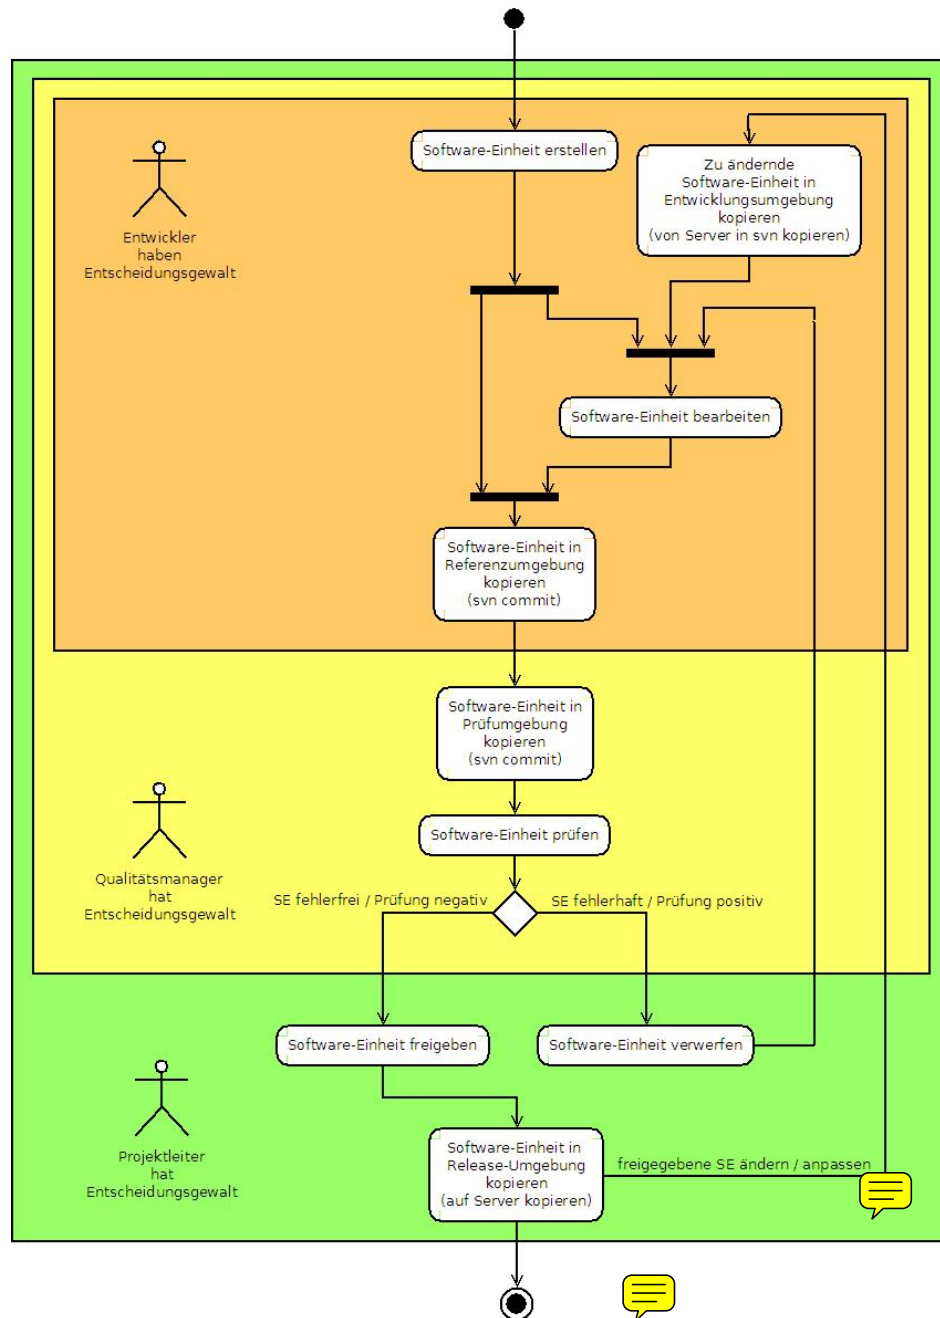 Software-Einheit erstellen
Zu ändernde
Software-Einheit in
Entwicklungsumgebung
kopieren
(von Server in svn kopieren)
Entwickler
haben
Entscheidungsgewalt
Software-Einheit bearbeiten
Software-Einheit in
Referenzumgebung
kopieren
(svn commit)
Software-Einheit in
Prüfumgebung
kopieren
(svn commit)
Software-Einheit prüfen
Qualitätsmanager
hat
Entscheidungsgewalt
SE fehlerfrei / Prüfung negativ
SE fehlerhaft / Prüfung positiv
Software-Einheit freigeben
Software-Einheit verwerfen
Projektleiter
hat
Entscheidungsgewalt
Software-Einheit in
Release-Umgebung
kopieren
(auf Server kopieren)
freigegebene SE ändern / anpassen